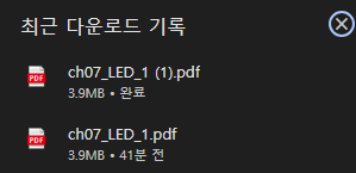 최근 다운로드 기록
PDF
ch07_LED_1 (1).pdf
3.9MB • 완료
PDF
ch07_LED_1.pdf
3.9MB • 41분 전